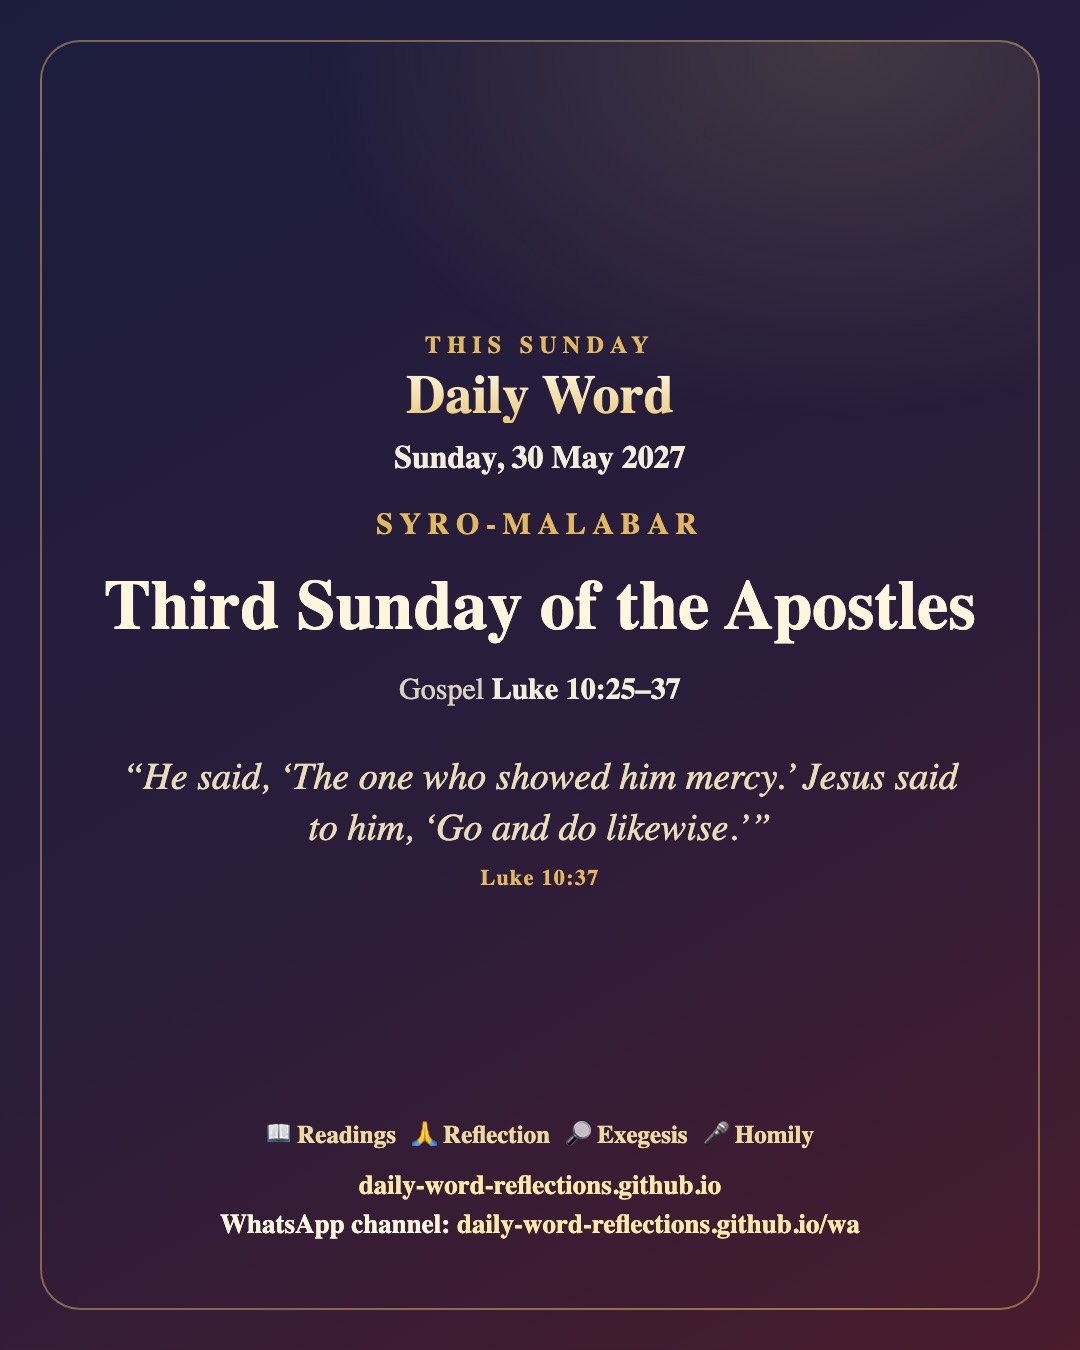 THIS SUNDAY
Daily Word
Sunday, 30 May 2027
SYRO-MALABAR
Third Sunday of the Apostles
Gospel Luke 10:25–37
“He said, ‘The one who showed him mercy.’ Jesus said
to him, ‘Go and do likewise.’”
Luke 10:37
📖 Readings 🙏 Reflection 🔎 Exegesis 🎤 Homily
daily-word-reflections.github.io
WhatsApp channel: daily-word-reflections.github.io/wa